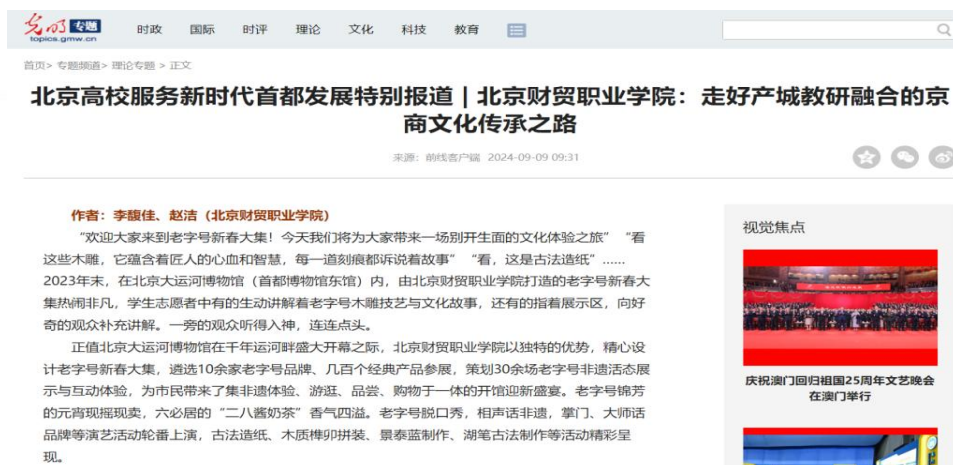 光明 专题
topics.gmw.cn
时政 国际 时评 理论 文化 科技 教育
首页> 专题频道> 理论专题 > 正文
北京高校服务新时代首都发展特别报道 | 北京财贸职业学院：走好产城教研融合的京
商文化传承之路
来源：前线客户端 2024-09-09 09:31
作者：李馥佳、赵洁（北京财贸职业学院）
“欢迎大家来到老字号新春大集！今天我们将为大家带来一场别开生面的文化体验之旅”“看
这些木雕，它蕴含着匠人的心血和智慧，每一道刻痕都诉说着故事”“看，这是古法造纸”……
2023年末，在北京大运河博物馆（首都博物馆东馆）内，由北京财贸职业学院打造的老字号新春大
集热闹非凡，学生志愿者中有的生动讲解着老字号木雕技艺与文化故事，还有的指着展示区，向好
奇的观众补充讲解。一旁的观众听得入神，连连点头。
正值北京大运河博物馆在千年运河畔盛大开幕之际，北京财贸职业学院以独特的优势，精心设
计老字号新春大集，遴选10余家老字号品牌、几百个经典产品参展，策划30余场老字号非遗活态展
示与互动体验，为市民带来了集非遗体验、游逛、品尝、购物于一体的开馆迎新盛宴。老字号锦芳
的元宵现摇现卖，六必居的“二八酱奶茶”香气四溢。老字号脱口秀，相声话非遗，掌门、大师话
品牌等演艺活动轮番上演，古法造纸、木质榫卯拼装、景泰蓝制作、湖笔古法制作等活动精彩呈
现。
视觉焦点
庆祝澳门回归祖国25周年文艺晚会
在澳门举行